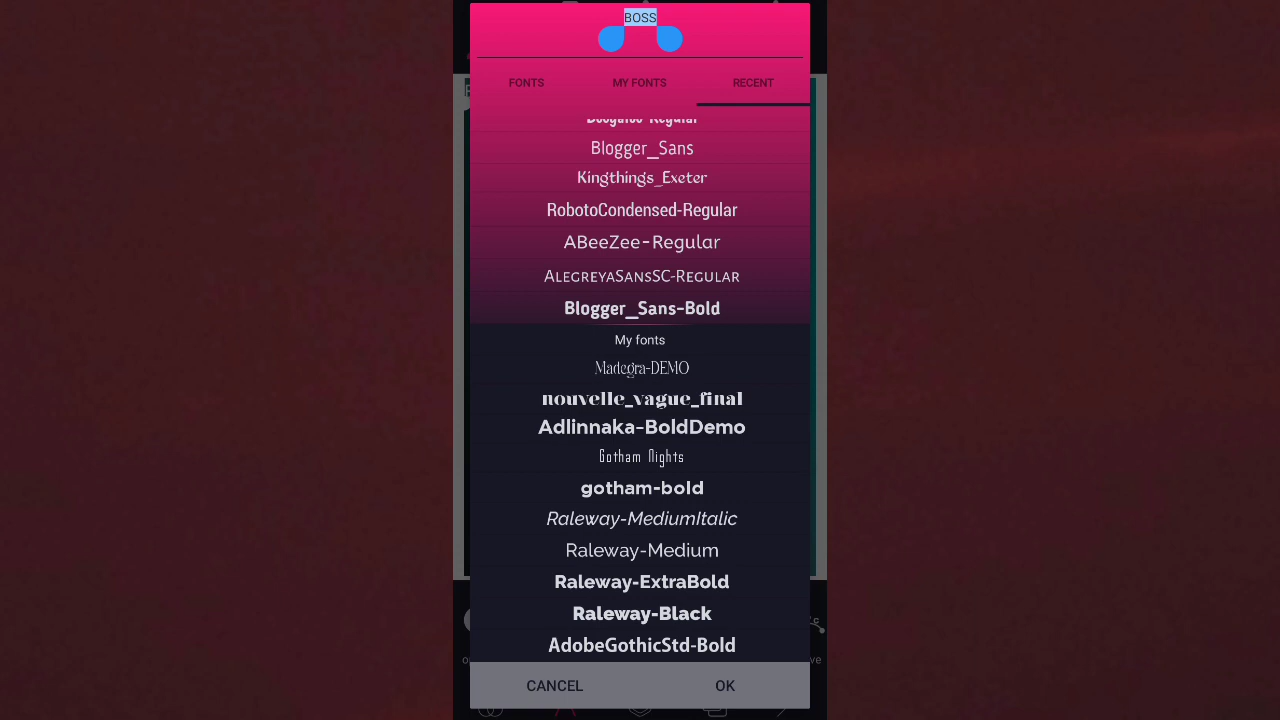 BOSS
FONTS MY FONTS RECENT
Blogger_Sans
Kingthings_Exeter
RobotoCondensed-Regular
ABeeZee-Regular
AlegreyaSansSC-Regular
Blogger_Sans-Bold
My fonts
Madegra-DEMO
nouvelle_vague_final
Adlinnaka-BoldDemo
Gotham Nights
gotham-bold
Raleway-MediumItalic
Raleway-Medium
Raleway-ExtraBold
Raleway-Black
AdobeGothicStd-Bold
CANCEL OK